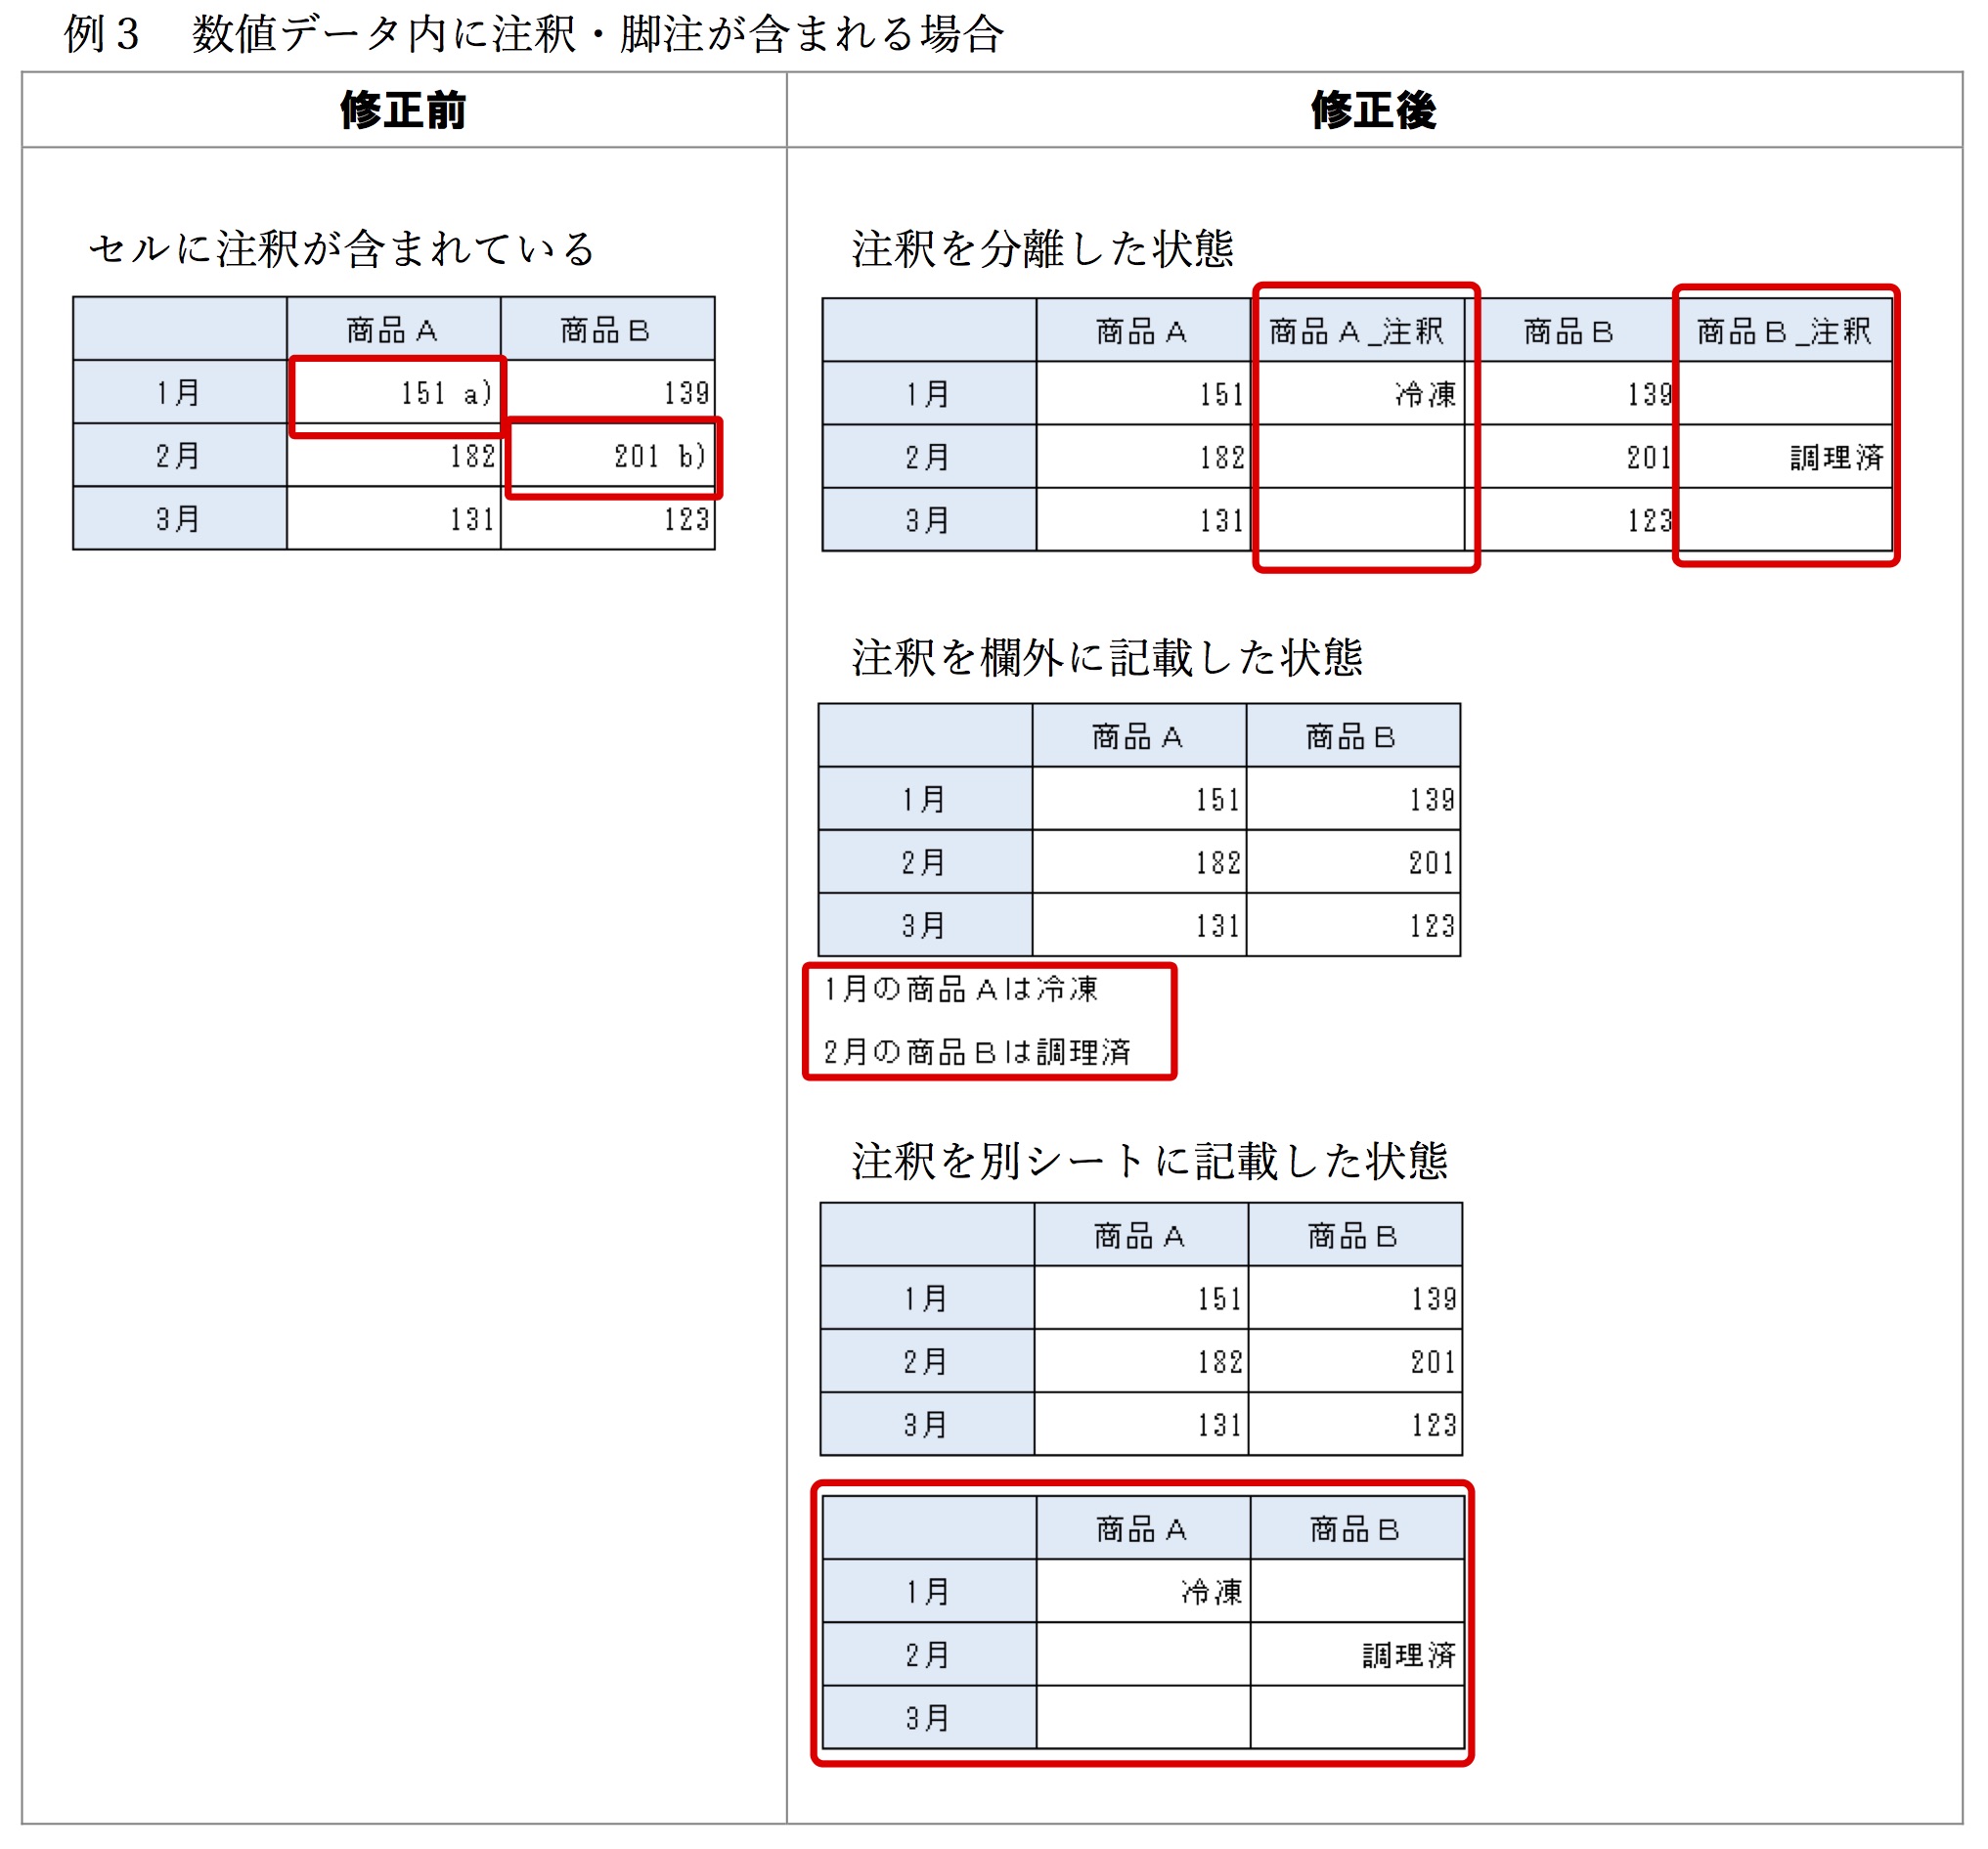 例３　数値データ内に注釈・脚注が含まれる場合
修正前
修正後
セルに注釈が含まれている
商品Ａ 商品Ｂ
1月 151 a) 139
2月 182 201 b)
3月 131 123
注釈を分離した状態
商品Ａ 商品Ａ_注釈 商品Ｂ 商品Ｂ_注釈
1月 151 冷凍 139
2月 182 201 調理済
3月 131 123
注釈を欄外に記載した状態
商品Ａ 商品Ｂ
1月 151 139
2月 182 201
3月 131 123
1月の商品Ａは冷凍
2月の商品Ｂは調理済
注釈を別シートに記載した状態
商品Ａ 商品Ｂ
1月 151 139
2月 182 201
3月 131 123
商品Ａ 商品Ｂ
1月 冷凍
2月 調理済
3月